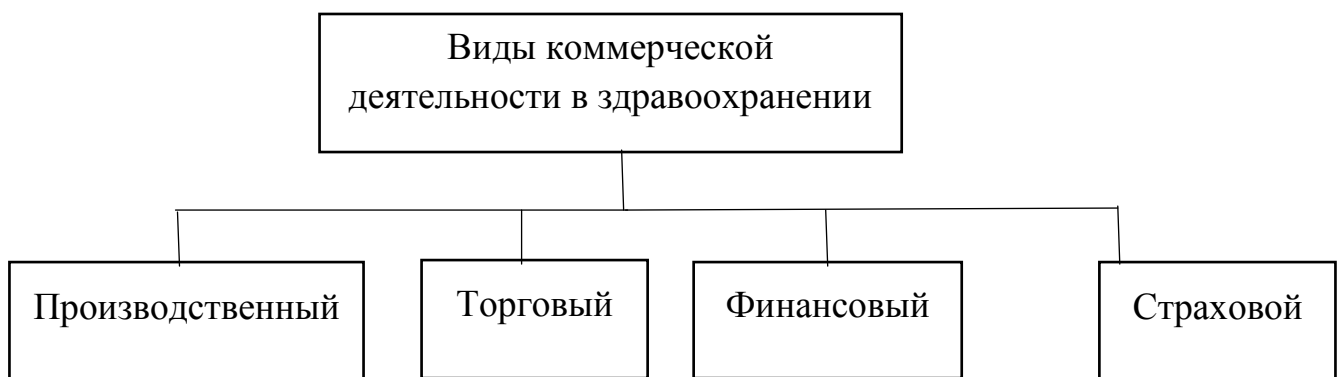 Виды коммерческой
деятельности в здравоохранении
Производственный
Торговый
Финансовый
Страховой